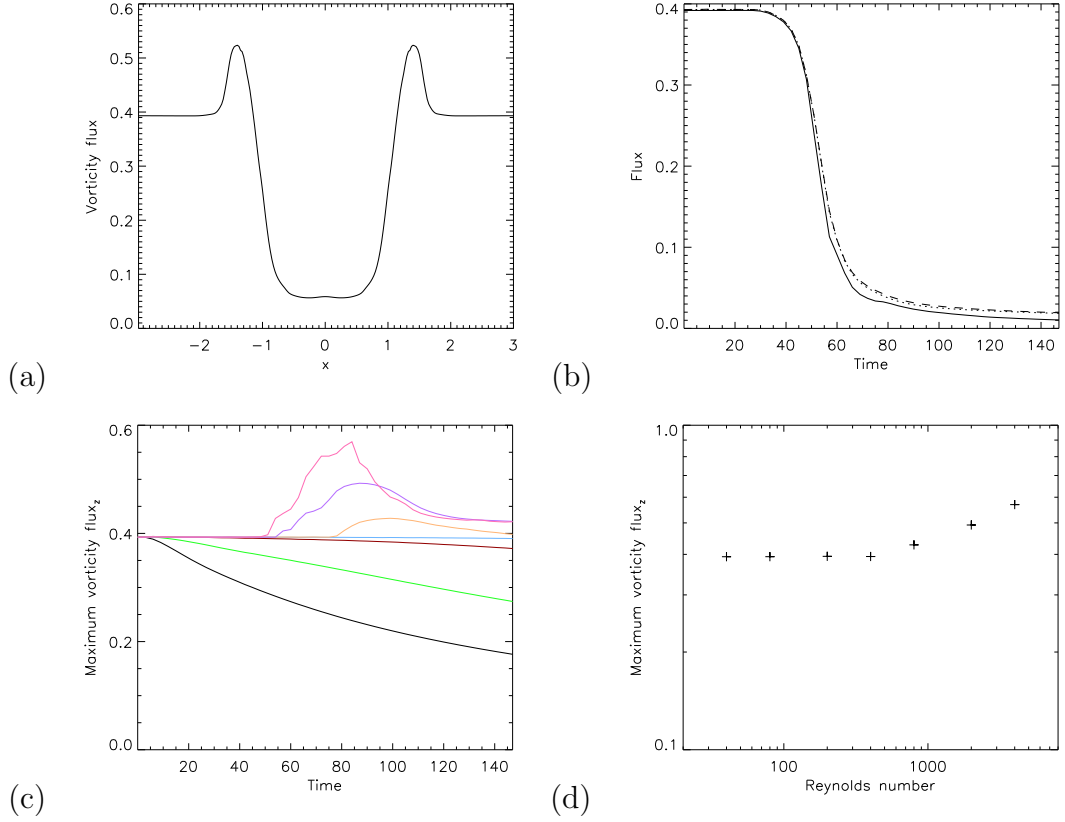 0.6
0.5
0.4
0.3
0.2
0.1
0.0
Vorticity flux
−2 −1 0 1 2 3
x
(a)
0.4
0.3
0.2
0.1
0.0
Flux
20 40 60 80 100 120 140
Time
(b)
0.6
0.4
0.2
0.0
Maximum vorticity flux_z
20 40 60 80 100 120 140
Time
(c)
1.0
0.1
Maximum vorticity flux_z
100 1000
Reynolds number
(d)